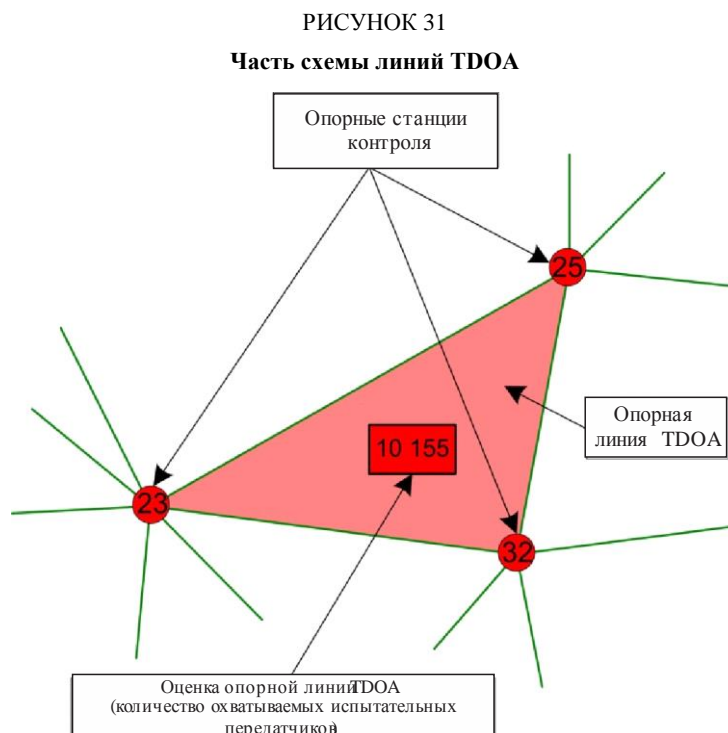 РИСУНОК 31
Часть схемы линий TDOA
Опорные станции
контроля
25
10 155
Опорная
линия TDOA
23
32
Оценка опорной линии TDOA
(количество охватываемых испытательных
передатчиков)